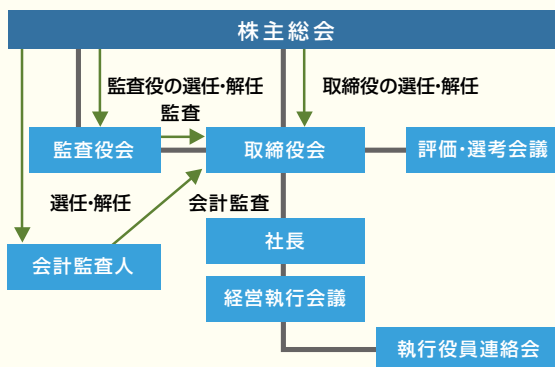 株主総会
監査役の選任・解任
取締役の選任・解任
監査
監査役会
取締役会
評価・選考会議
選任・解任
会計監査
社長
会計監査人
経営執行会議
執行役員連絡会